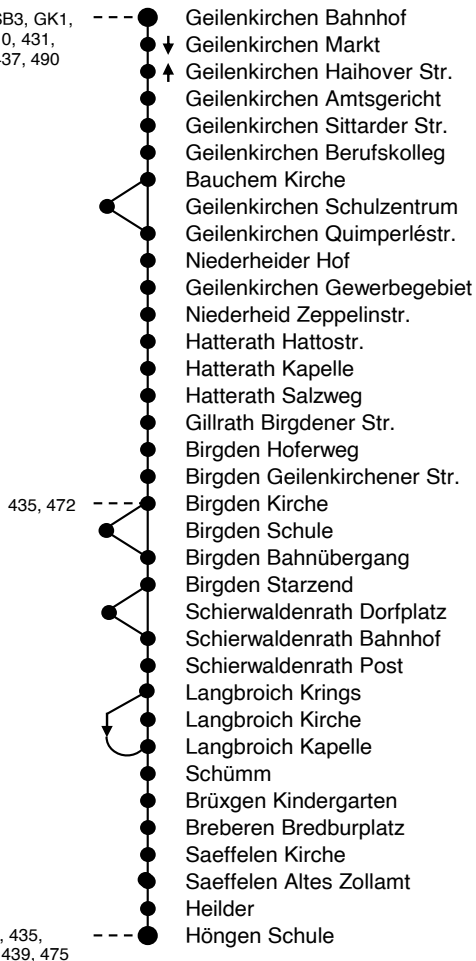 SB3, GK1,
0, 431,
437, 490
Geilenkirchen Bahnhof
Geilenkirchen Markt
Geilenkirchen Haihover Str.
Geilenkirchen Amtsgericht
Geilenkirchen Sittarder Str.
Geilenkirchen Berufskolleg
Bauchem Kirche
Geilenkirchen Schulzentrum
Geilenkirchen Quimperléstr.
Niederheider Hof
Geilenkirchen Gewerbegebiet
Niederheid Zeppelinstr.
Hatterath Hattostr.
Hatterath Kapelle
Hatterath Salzweg
Gillrath Birgdener Str.
Birgden Hoferweg
Birgden Geilenkirchener Str.
435, 472 Birgden Kirche
Birgden Schule
Birgden Bahnübergang
Birgden Starzend
Schierwaldenrath Dorfplatz
Schierwaldenrath Bahnhof
Schierwaldenrath Post
Langbroich Krings
Langbroich Kirche
Langbroich Kapelle
Schümm
Brüxgen Kindergarten
Breberen Bredburplatz
Saeffelen Kirche
Saeffelen Altes Zollamt
Heilder
, 435, Höngen Schule
439, 475